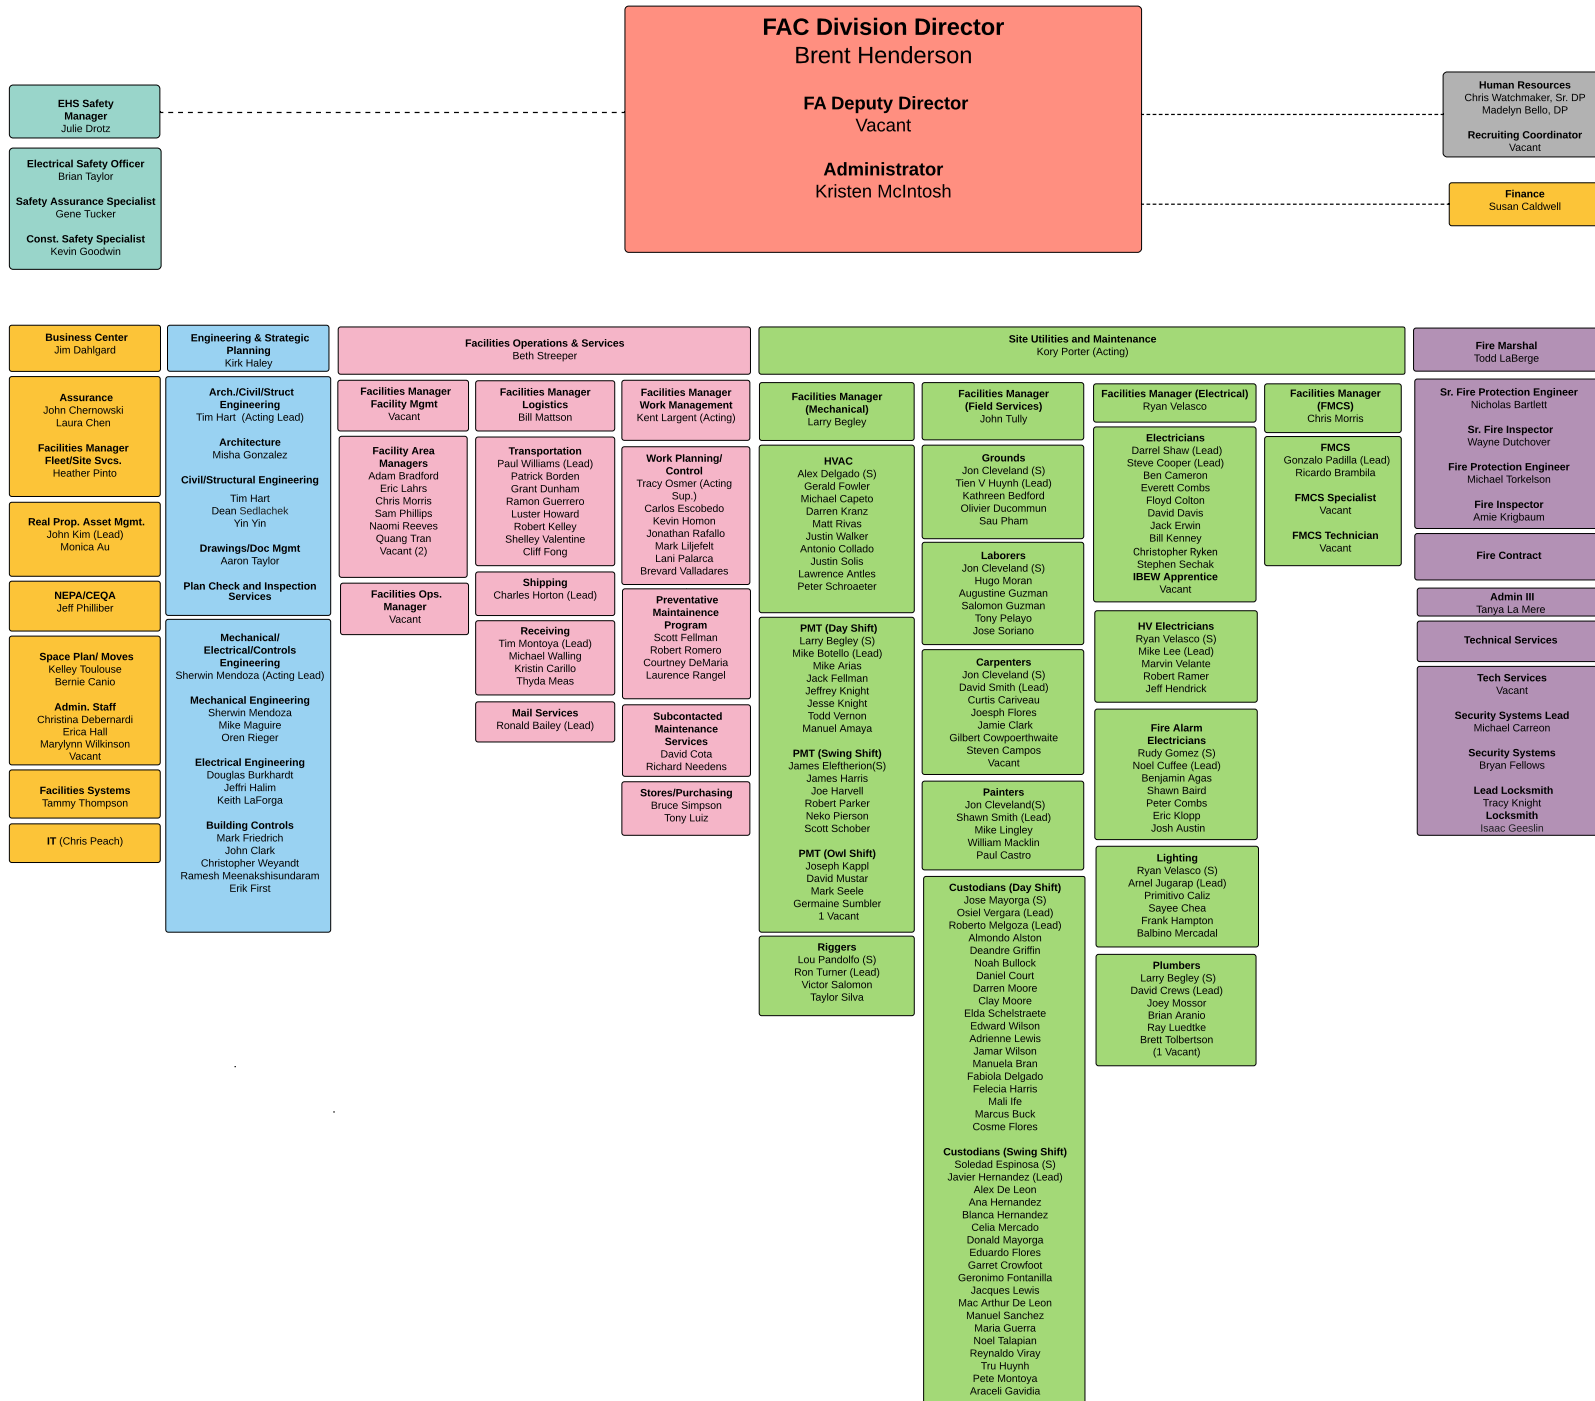 FAC Division Director
Brent Henderson
FA Deputy Director
Vacant
Administrator
Kristen McIntosh
EHS Safety
Manager
Julie Drotz
Electrical Safety Officer
Brian Taylor
Safety Assurance Specialist
Gene Tucker
Const. Safety Specialist
Kevin Goodwin
Human Resources
Chris Watchmaker, Sr. DP
Madelyn Bello, DP
Recruiting Coordinator
Vacant
Finance
Susan Caldwell
Business Center
Jim Dahlgard
Assurance
John Chernowski
Laura Chen
Facilities Manager
Fleet/Site Svcs.
Heather Pinto
Real Prop. Asset Mgmt.
John Kim (Lead)
Monica Au
NEPA/CEQA
Jeff Philliber
Space Plan/ Moves
Kelley Toulouse
Bernie Canio
Admin. Staff
Christina Debernardi
Erica Hall
Marylynn Wilkinson
Vacant
Facilities Systems
Tammy Thompson
IT (Chris Peach)
Engineering & Strategic
Planning
Kirk Haley
Arch./Civil/Struct
Engineering
Tim Hart (Acting Lead)
Architecture
Misha Gonzalez
Civil/Structural Engineering
Tim Hart
Dean Sedlachek
Yin Yin
Drawings/Doc Mgmt
Aaron Taylor
Plan Check and Inspection
Services
Mechanical/
Electrical/Controls
Engineering
Sherwin Mendoza (Acting Lead)
Mechanical Engineering
Sherwin Mendoza
Mike Maguire
Oren Rieger
Electrical Engineering
Douglas Burkhardt
Jeffri Halim
Keith LaForga
Building Controls
Mark Friedrich
John Clark
Christopher Weyandt
Ramesh Meenakshisundaram
Erik First
Facilities Operations & Services
Beth Streeper
Facilities Manager
Facility Mgmt
Vacant
Facility Area
Managers
Adam Bradford
Eric Lahrs
Chris Morris
Sam Phillips
Naomi Reeves
Quang Tran
Vacant (2)
Facilities Ops.
Manager
Vacant
Facilities Manager
Logistics
Bill Mattson
Transportation
Paul Williams (Lead)
Patrick Borden
Grant Dunham
Ramon Guerrero
Luster Howard
Robert Kelley
Shelley Valentine
Cliff Fong
Shipping
Charles Horton (Lead)
Receiving
Tim Montoya (Lead)
Michael Walling
Kristin Carillo
Thyda Meas
Mail Services
Ronald Bailey (Lead)
Facilities Manager
Work Management
Kent Largent (Acting)
Work Planning/
Control
Tracy Osmer (Acting
Sup.)
Carlos Escobedo
Kevin Homon
Jonathan Rafallo
Mark Liljefelt
Lani Palarca
Brevard Valladares
Preventative
Maintainence
Program
Scott Fellman
Robert Romero
Courtney DeMaria
Laurence Rangel
Subcontacted
Maintenance
Services
David Cota
Richard Needens
Stores/Purchasing
Bruce Simpson
Tony Luiz
Site Utilities and Maintenance
Kory Porter (Acting)
Facilities Manager
(Mechanical)
Larry Begley
HVAC
Alex Delgado (S)
Gerald Fowler
Michael Capeto
Darren Kranz
Matt Rivas
Justin Walker
Antonio Collado
Justin Solis
Lawrence Antles
Peter Schroaeter
PMT (Day Shift)
Larry Begley (S)
Mike Botello (Lead)
Mike Arias
Jack Fellman
Jeffrey Knight
Jesse Knight
Todd Vernon
Manuel Amaya
PMT (Swing Shift)
James Eleftherion(S)
James Harris
Joe Harvell
Robert Parker
Neko Pierson
Scott Schober
PMT (Owl Shift)
Joseph Kappl
David Mustar
Mark Seele
Germaine Sumbler
1 Vacant
Riggers
Lou Pandolfo (S)
Ron Turner (Lead)
Victor Salomon
Taylor Silva
Facilities Manager
(Field Services)
John Tully
Grounds
Jon Cleveland (S)
Tien V Huynh (Lead)
Kathreen Bedford
Olivier Ducommun
Sau Pham
Laborers
Jon Cleveland (S)
Hugo Moran
Augustine Guzman
Salomon Guzman
Tony Pelayo
Jose Soriano
Carpenters
Jon Cleveland (S)
David Smith (Lead)
Curtis Cariveau
Joesph Flores
Jamie Clark
Gilbert Cowpoerthwaite
Steven Campos
Vacant
Painters
Jon Cleveland(S)
Shawn Smith (Lead)
Mike Lingley
William Macklin
Paul Castro
Custodians (Day Shift)
Jose Mayorga (S)
Osiel Vergara (Lead)
Roberto Melgoza (Lead)
Almondo Alston
Deandre Griffin
Noah Bullock
Daniel Court
Darren Moore
Clay Moore
Elda Schelstraete
Edward Wilson
Adrienne Lewis
Jamar Wilson
Manuela Bran
Fabiola Delgado
Felecia Harris
Mali Ife
Marcus Buck
Cosme Flores
Custodians (Swing Shift)
Soledad Espinosa (S)
Javier Hernandez (Lead)
Alex De Leon
Ana Hernandez
Blanca Hernandez
Celia Mercado
Donald Mayorga
Eduardo Flores
Garret Crowfoot
Geronimo Fontanilla
Jacques Lewis
Mac Arthur De Leon
Manuel Sanchez
Maria Guerra
Noel Talapian
Reynaldo Viray
Tru Huynh
Pete Montoya
Araceli Gavidia
Facilities Manager (Electrical)
Ryan Velasco
Electricians
Darrel Shaw (Lead)
Steve Cooper (Lead)
Ben Cameron
Everett Combs
Floyd Colton
David Davis
Jack Erwin
Bill Kenney
Christopher Ryken
Stephen Sechak
IBEW Apprentice
Vacant
HV Electricians
Ryan Velasco (S)
Mike Lee (Lead)
Marvin Velante
Robert Ramer
Jeff Hendrick
Fire Alarm
Electricians
Rudy Gomez (S)
Noel Cuffee (Lead)
Benjamin Agas
Shawn Baird
Peter Combs
Eric Klopp
Josh Austin
Lighting
Ryan Velasco (S)
Arnel Jugarap (Lead)
Primitivo Caliz
Sayee Chea
Frank Hampton
Balbino Mercadal
Plumbers
Larry Begley (S)
David Crews (Lead)
Joey Mossor
Brian Aranio
Ray Luedtke
Brett Tolbertson
(1 Vacant)
Facilities Manager
(FMCS)
Chris Morris
FMCS
Gonzalo Padilla (Lead)
Ricardo Brambila
FMCS Specialist
Vacant
FMCS Technician
Vacant
Fire Marshal
Todd LaBerge
Sr. Fire Protection Engineer
Nicholas Bartlett
Sr. Fire Inspector
Wayne Dutchover
Fire Protection Engineer
Michael Torkelson
Fire Inspector
Amie Krigbaum
Fire Contract
Admin III
Tanya La Mere
Technical Services
Tech Services
Vacant
Security Systems Lead
Michael Carreon
Security Systems
Bryan Fellows
Lead Locksmith
Tracy Knight
Locksmith
Isaac Geeslin